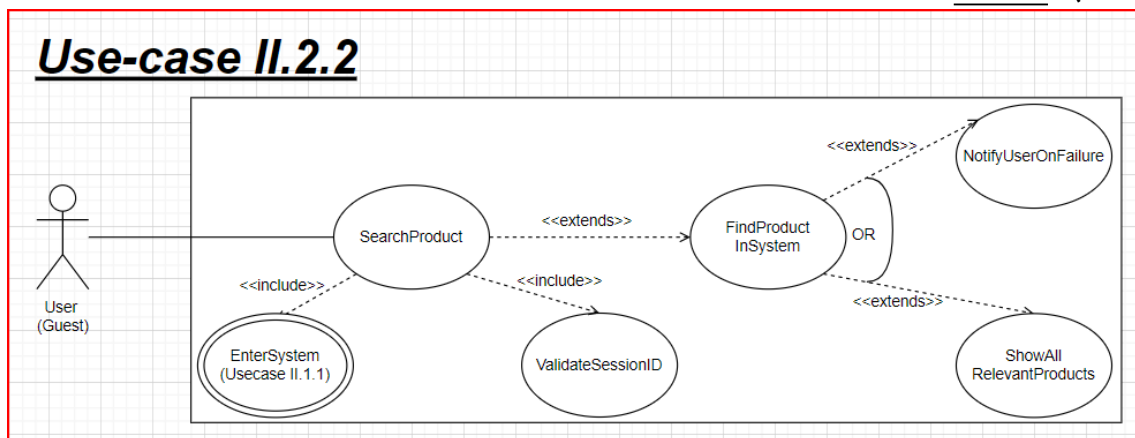 Use-case II.2.2
<<extends>>
NotifyUserOnFailure
SearchProduct
<<extends>>
FindProduct
InSystem
OR
<<include>>
<<include>>
<<extends>>
User
(Guest)
EnterSystem
(Usecase II.1.1)
ValidateSessionID
ShowAll
RelevantProducts